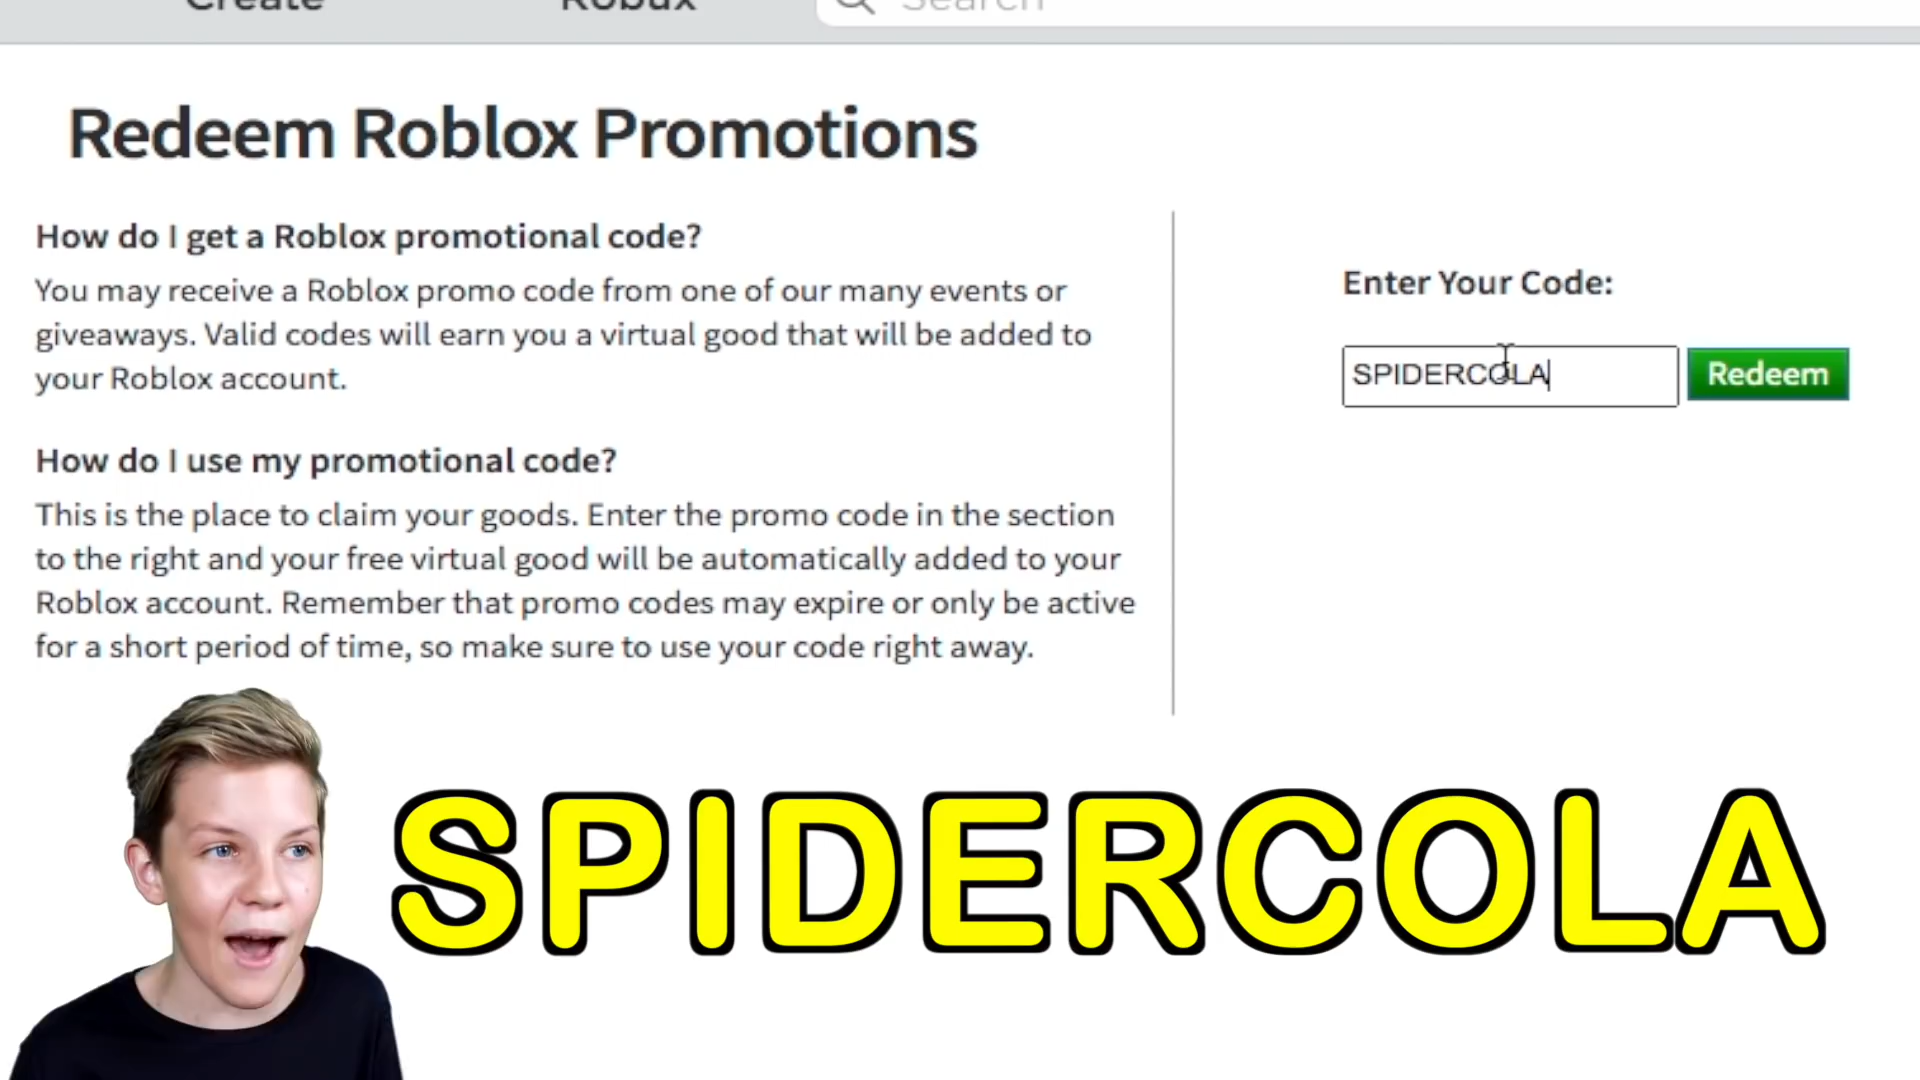 Create Robux Search
Redeem Roblox Promotions
How do I get a Roblox promotional code?
You may receive a Roblox promo code from one of our many events or
giveaways. Valid codes will earn you a virtual good that will be added to
your Roblox account.
How do I use my promotional code?
This is the place to claim your goods. Enter the promo code in the section
to the right and your free virtual good will be automatically added to your
Roblox account. Remember that promo codes may expire or only be active
for a short period of time, so make sure to use your code right away.
Enter Your Code:
SPIDERCOLA Redeem
SPIDERCOLA